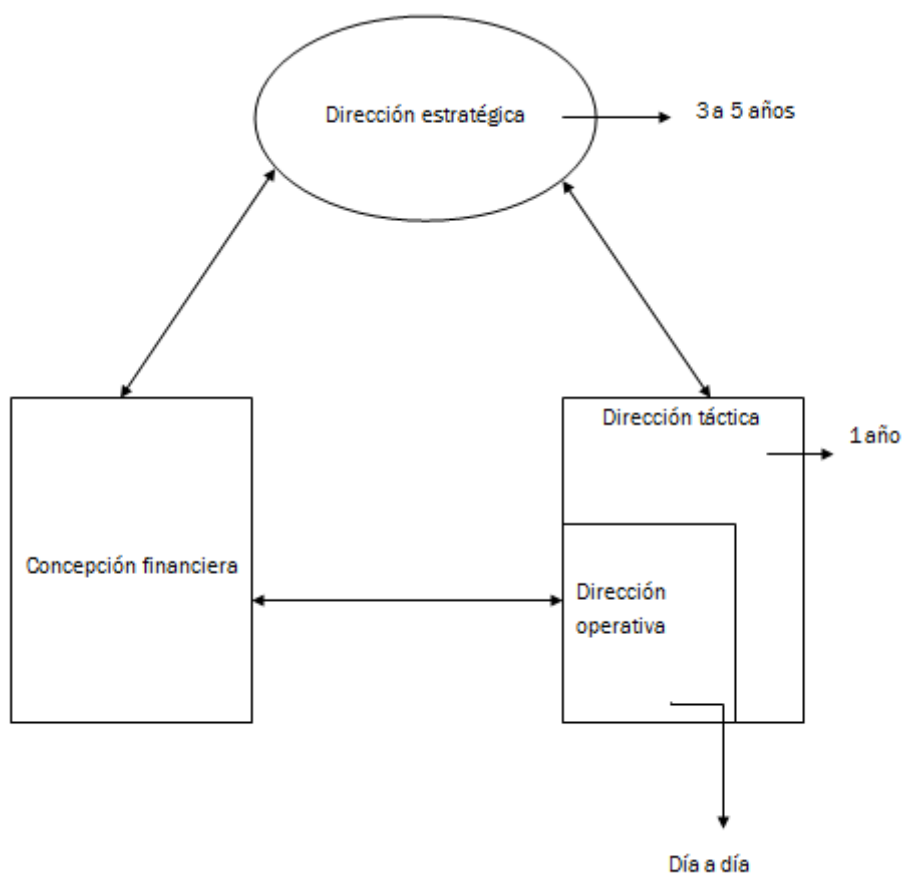 Dirección estratégica
3 a 5 años
Dirección táctica
1 año
Concepción financiera
Dirección
operativa
Día a día